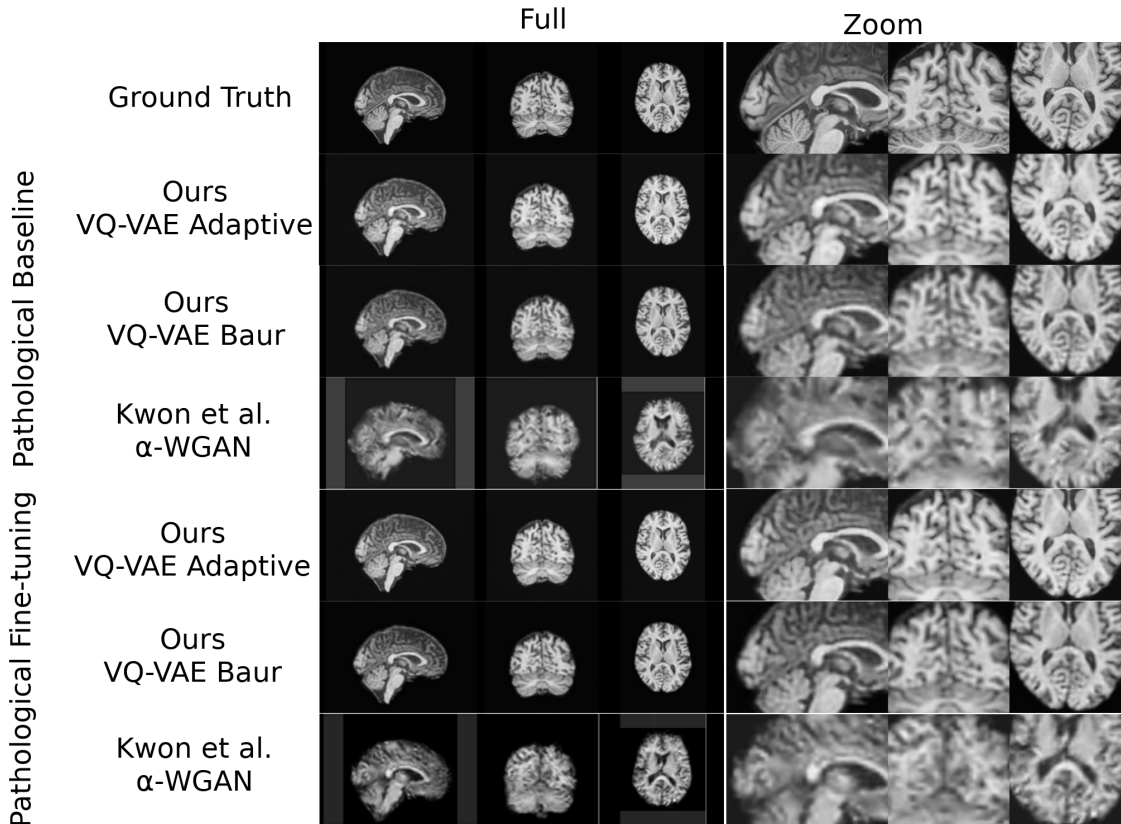 Full
Zoom
Ground Truth
Pathological Baseline
Ours
VQ-VAE Adaptive
Ours
VQ-VAE Baur
Kwon et al.
α-WGAN
Pathological Fine-tuning
Ours
VQ-VAE Adaptive
Ours
VQ-VAE Baur
Kwon et al.
α-WGAN